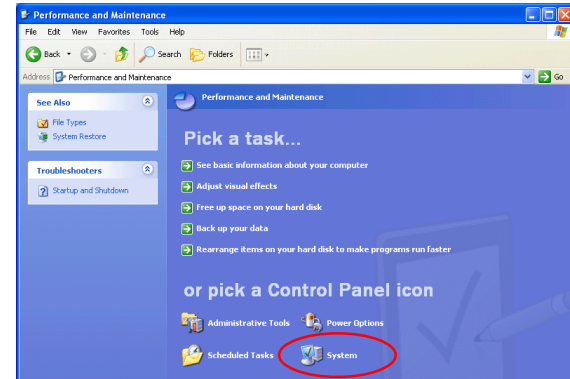 Performance and Maintenance
File Edit View Favorites Tools Help
Back Search Folders
Address Performance and Maintenance Go
See Also
File Types
System Restore
Troubleshooters
Startup and Shutdown
Performance and Maintenance
Pick a task...
See basic information about your computer
Adjust visual effects
Free up space on your hard disk
Back up your data
Rearrange items on your hard disk to make programs run faster
or pick a Control Panel icon
Administrative Tools Power Options
Scheduled Tasks System